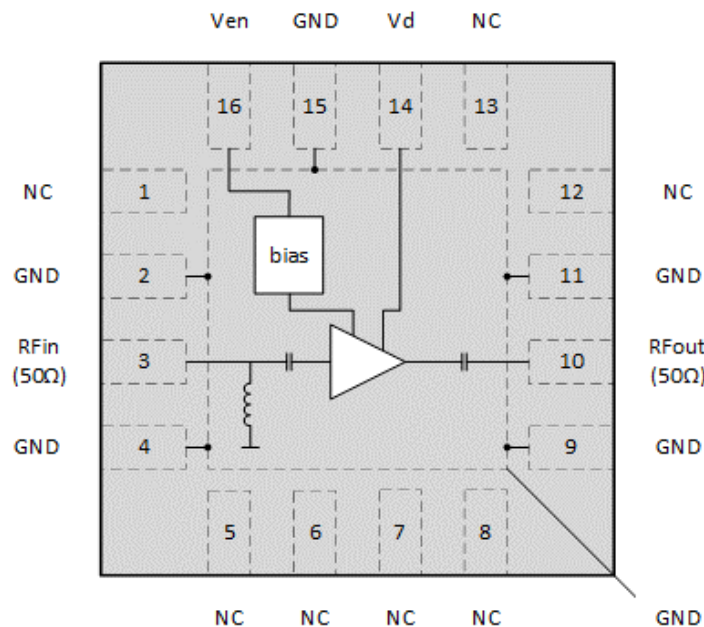 Ven GND Vd NC
16 15 14 13
NC 1 12 NC
bias
GND 2 11 GND
RFin 3 10 RFout
(50Ω) (50Ω)
GND 4 9 GND
5 6 7 8
NC NC NC NC GND